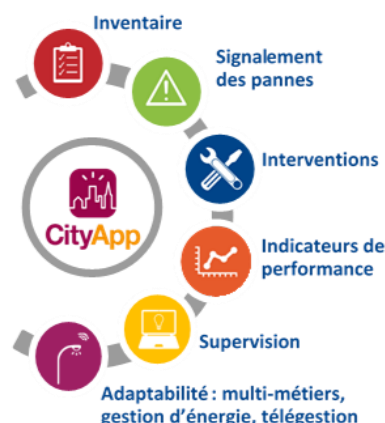 Inventaire
Signalement
des pannes
Interventions
CityApp
Indicateurs de
performance
Supervision
Adaptabilité : multi-métiers,
gestion d'énergie, télégestion